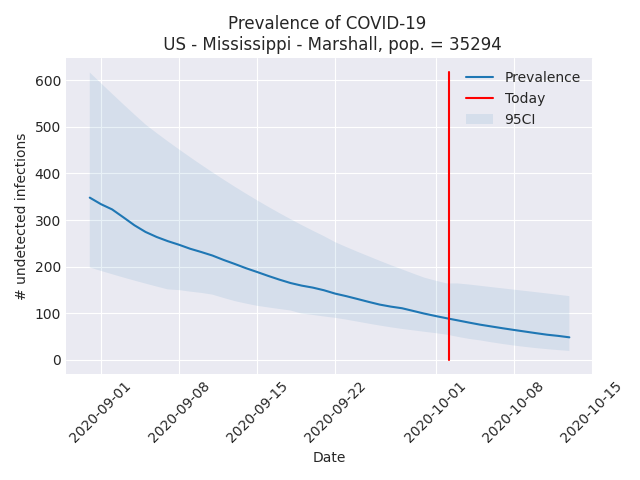 Prevalence of COVID-19
US - Mississippi - Marshall, pop. = 35294
600
500
400
300
200
100
0
# undetected infections
Prevalence
Today
95CI
2020-09-01
2020-09-08
2020-09-15
2020-09-22
2020-10-01
2020-10-08
2020-10-15
Date